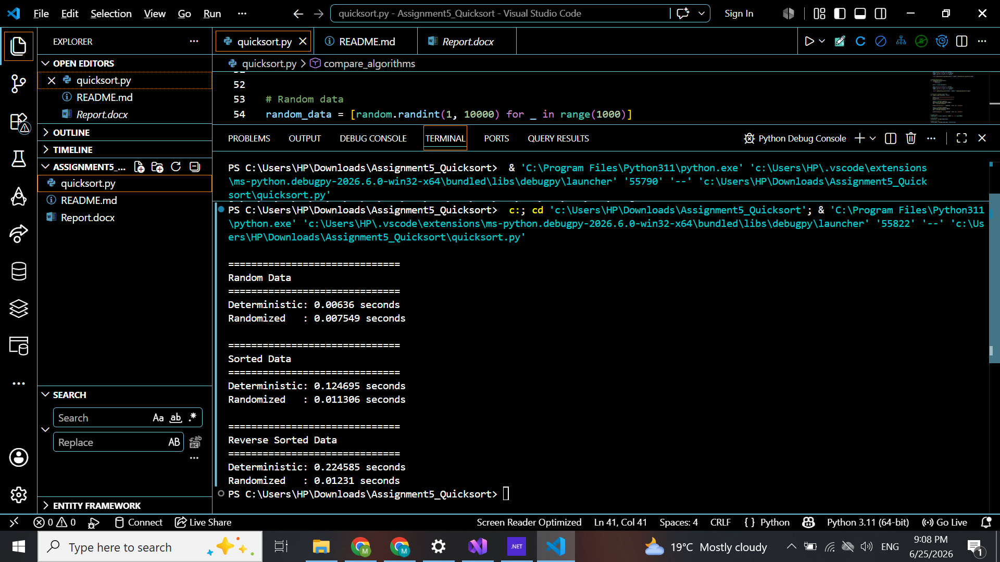 File Edit Selection View Go Run ···
quicksort.py - Assignment5_Quicksort - Visual Studio Code
Sign In
EXPLORER
OPEN EDITORS
quicksort.py
README.md
Report.docx
OUTLINE
TIMELINE
ASSIGNMENT5_...
quicksort.py
README.md
Report.docx
SEARCH
Search
Aa ab .*
Replace
AB
ENTITY FRAMEWORK
quicksort.py README.md Report.docx
quicksort.py > compare_algorithms
52
53 # Random data
54 random_data = [random.randint(1, 10000) for _ in range(1000)]
PROBLEMS OUTPUT DEBUG CONSOLE TERMINAL PORTS QUERY RESULTS
Python Debug Console
PS C:\Users\HP\Downloads\Assignment5_Quicksort>  & 'C:\Program Files\Python311\python.exe' 'c:\Users\HP\.vscode\extensions
\ms-python.debugpy-2026.6.0-win32-x64\bundled\libs\debugpy\launcher' '55790' '--' 'c:\Users\HP\Downloads\Assignment5_Quick
sort\quicksort.py'
PS C:\Users\HP\Downloads\Assignment5_Quicksort>  c:; cd 'c:\Users\HP\Downloads\Assignment5_Quicksort'; & 'C:\Program Files\Python311
\python.exe' 'c:\Users\HP\.vscode\extensions\ms-python.debugpy-2026.6.0-win32-x64\bundled\libs\debugpy\launcher' '55822' '--' 'c:\Us
ers\HP\Downloads\Assignment5_Quicksort\quicksort.py'
==============================
Random Data
==============================
Deterministic: 0.00636 seconds
Randomized   : 0.007549 seconds
==============================
Sorted Data
==============================
Deterministic: 0.124695 seconds
Randomized   : 0.011306 seconds
==============================
Reverse Sorted Data
==============================
Deterministic: 0.224585 seconds
Randomized   : 0.01231 seconds
PS C:\Users\HP\Downloads\Assignment5_Quicksort>
0 0 Connect Live Share
Screen Reader Optimized Ln 41, Col 41 Spaces: 4 CRLF {} Python Python 3.11 (64-bit) Go Live
Type here to search
.NET
19°C Mostly cloudy
ENG
9:08 PM
6/25/2026
1